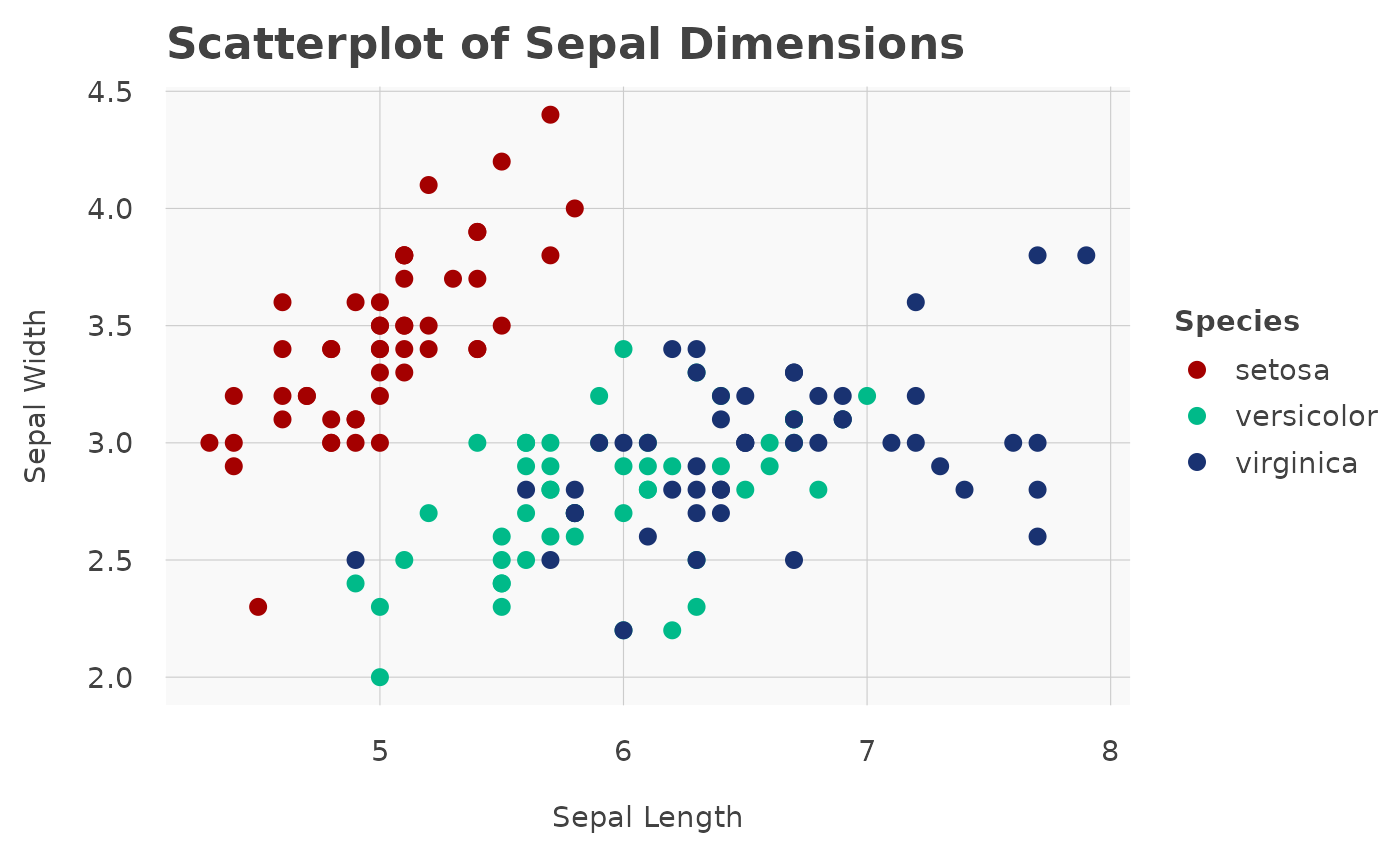 Scatterplot of Sepal Dimensions
4.5
4.0
3.5
3.0
2.5
2.0
Sepal Width
5 6 7 8
Sepal Length
Species
setosa
versicolor
virginica